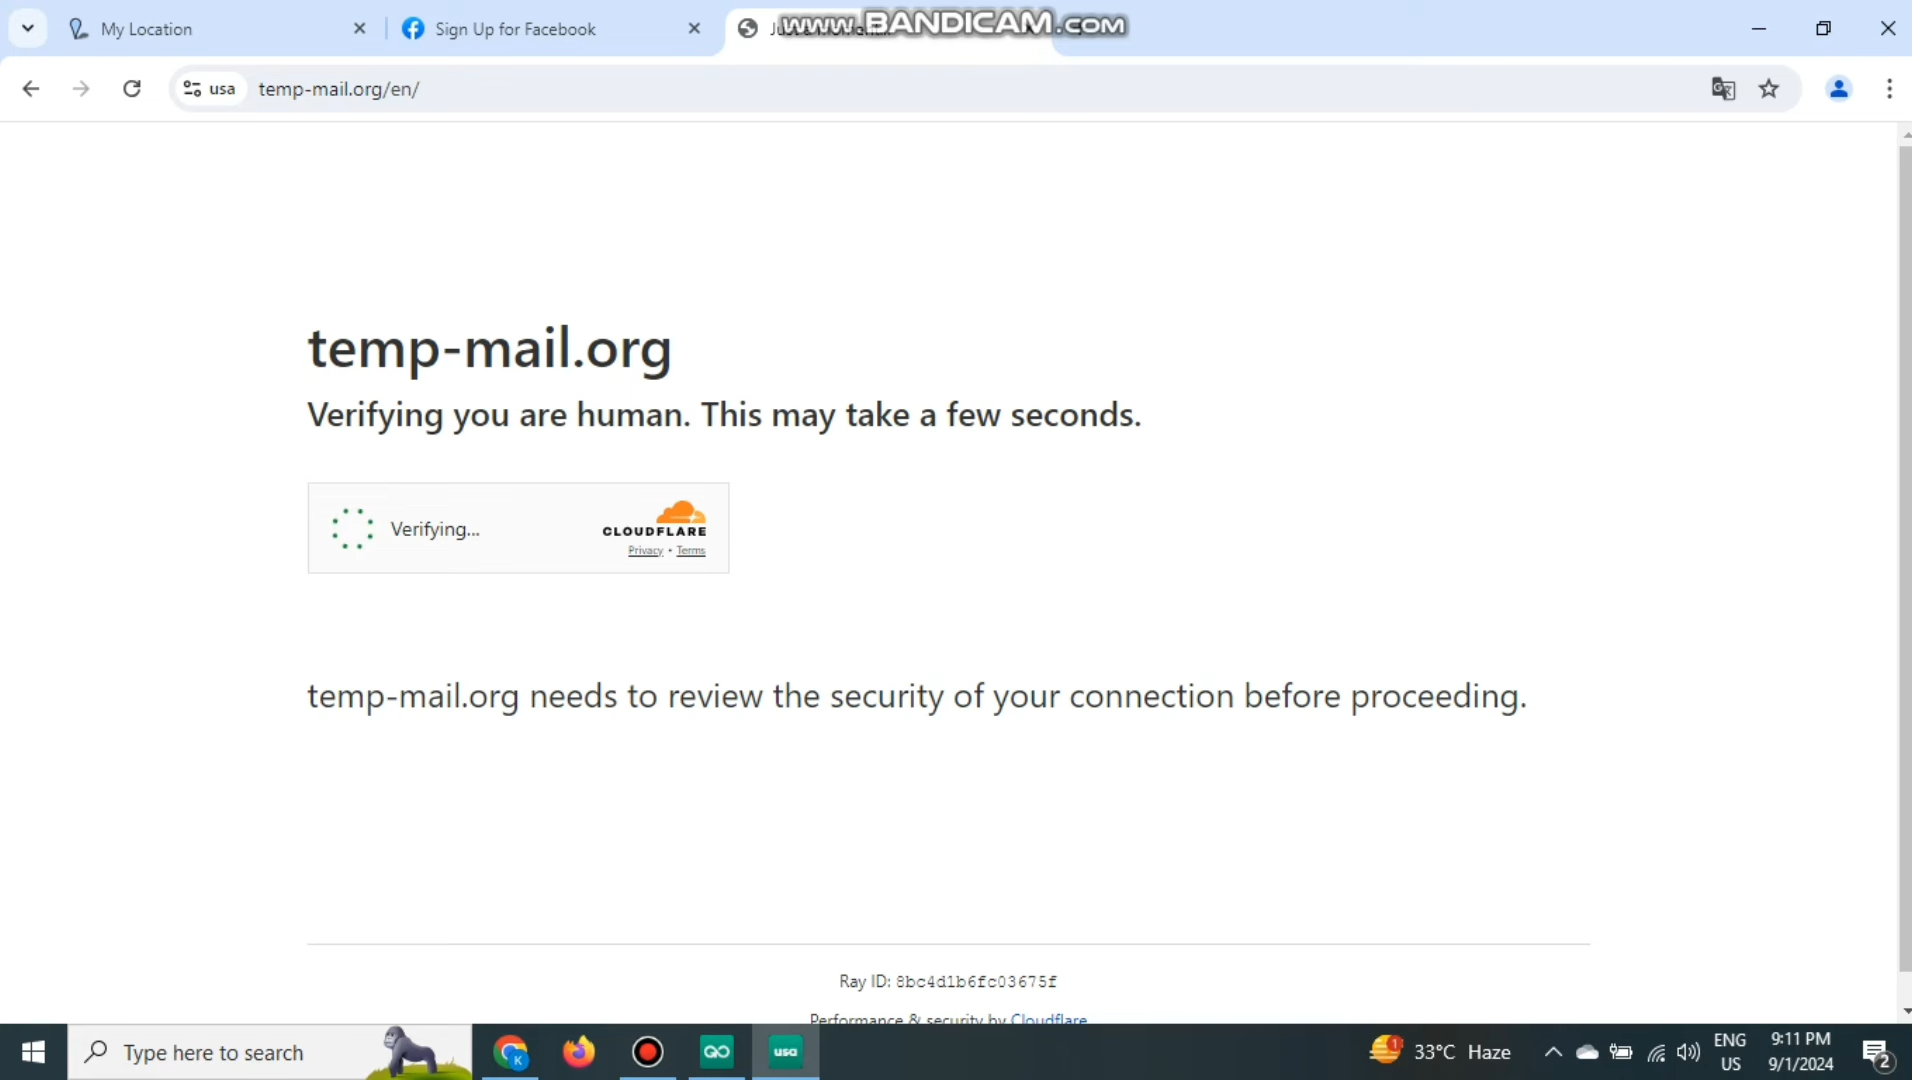 My Location
Sign Up for Facebook
www.BANDICAM.com
usa
temp-mail.org/en/
temp-mail.org
Verifying you are human. This may take a few seconds.
Verifying...
CLOUDFLARE
Privacy • Terms
temp-mail.org needs to review the security of your connection before proceeding.
Ray ID: 8bc4d1b6fc03675f
Performance & security by Cloudflare
Type here to search
K
usa
1
33°C Haze
ENG
US
9:11 PM
9/1/2024
2